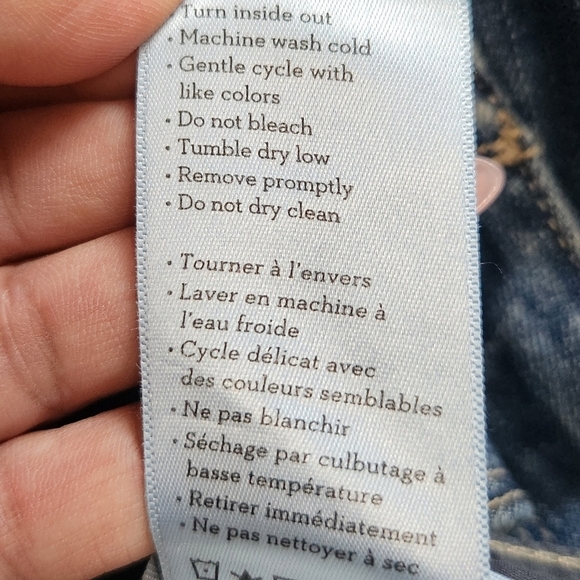 · Turn inside out
· Machine wash cold
· Gentle cycle with
like colors
· Do not bleach
· Tumble dry low
· Remove promptly
· Do not dry clean
· Tourner à l'envers
· Laver en machine à
l'eau froide
· Cycle délicat avec
des couleurs semblables
· Ne pas blanchir
· Séchage par culbutage à
basse température
· Retirer immédiatement
· Ne pas nettoyer à sec